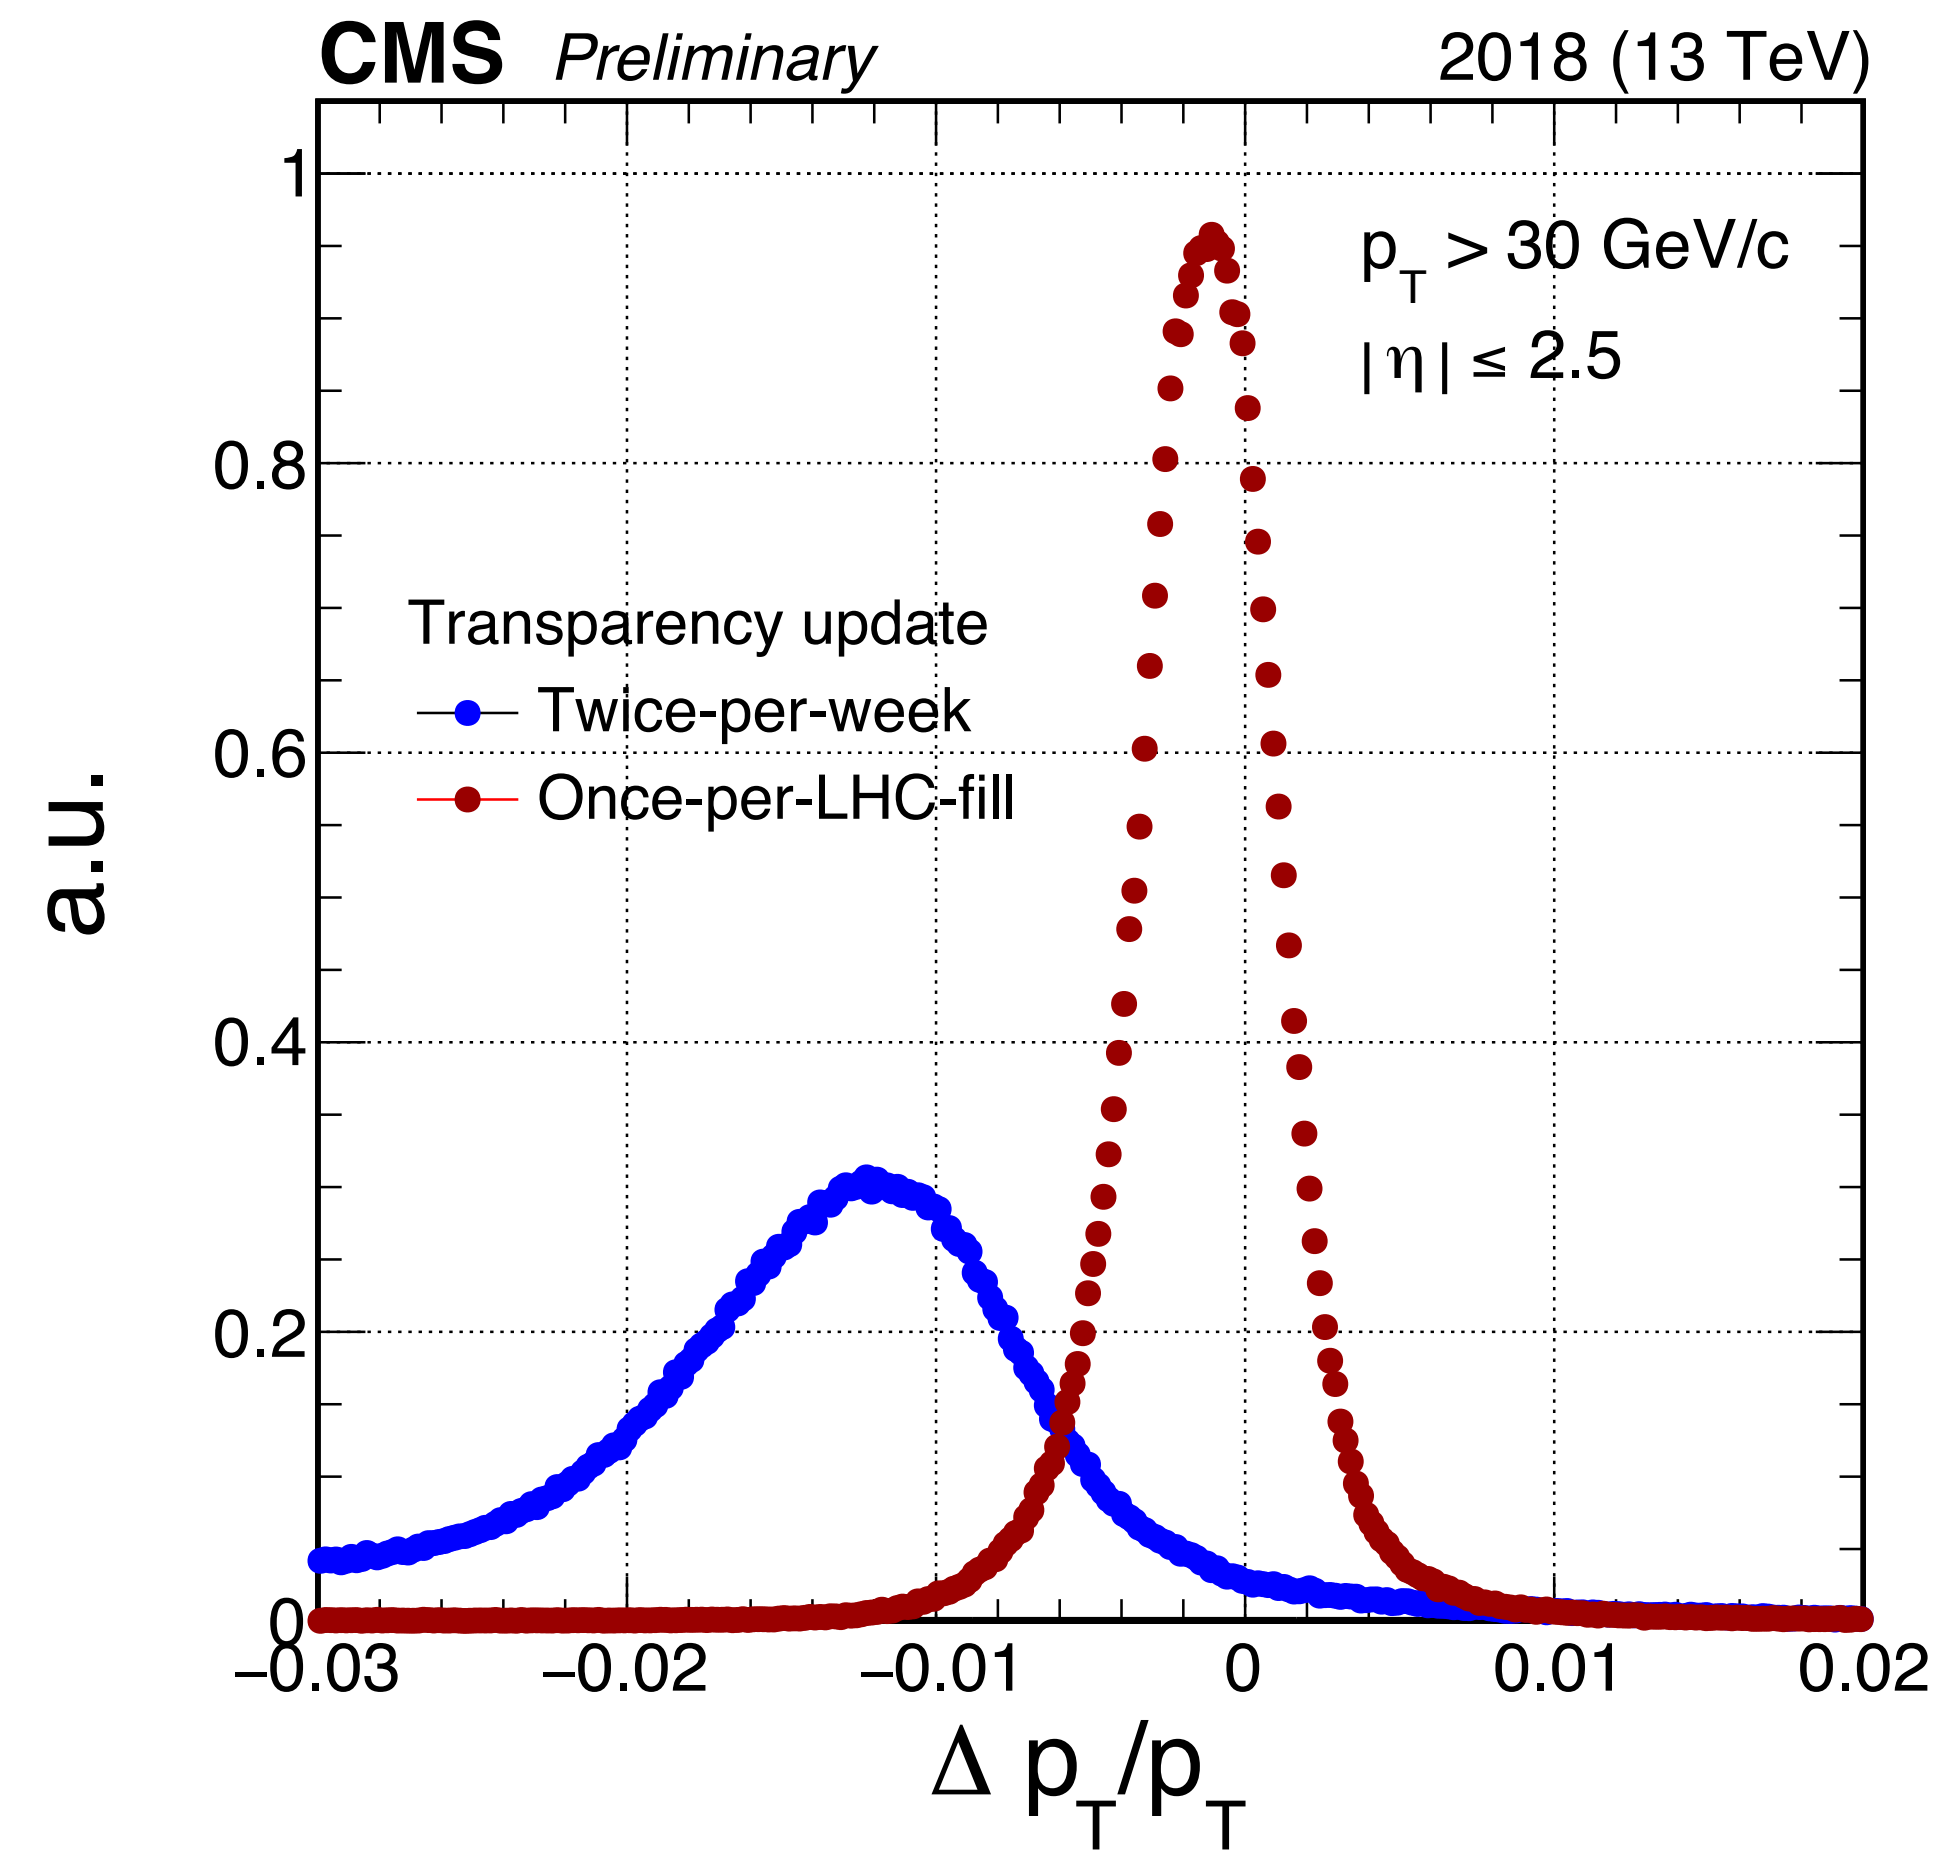 CMS Preliminary 2018 (13 TeV)
1
0.8
0.6
0.4
0.2
0
a.u.
p_T > 30 GeV/c
|η| ≤ 2.5
Transparency update
Twice-per-week
Once-per-LHC-fill
−0.03 −0.02 −0.01 0 0.01 0.02
Δ p_T/p_T